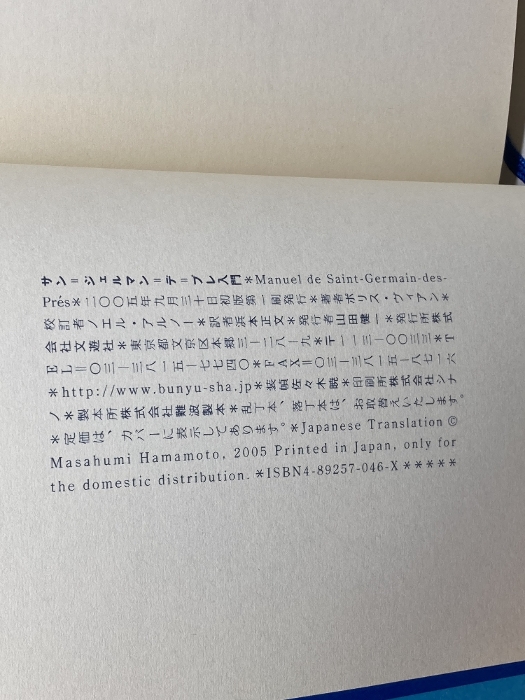 サン＝ジェルマン＝デ＝プレ入門＊Manuel de Saint-Germain-des-
Prés＊二〇〇五年九月三十日初版第一刷発行＊著者ボリス・ヴィアン＊
校訂者ノエル・アルノー＊訳者浜本正文＊発行者山田健一＊発行所株式
会社文遊社＊東京都文京区本郷三―二八―九＊〒一一三―〇〇三三＊T
EL＝〇三―三八一五―七七四〇＊FAX＝〇三―三八一五―八七一六
＊http://www.bunyu-sha.jp＊装幀佐々木暁＊印刷所株式会社シナ
ノ＊製本所株式会社難波製本＊乱丁本、落丁本は、お取替えいたします。
＊定価は、カバーに表示してあります。＊Japanese Translation ©
Masahumi Hamamoto, 2005 Printed in Japan, only for
the domestic distribution. ＊ISBN4-89257-046-X＊＊＊＊＊